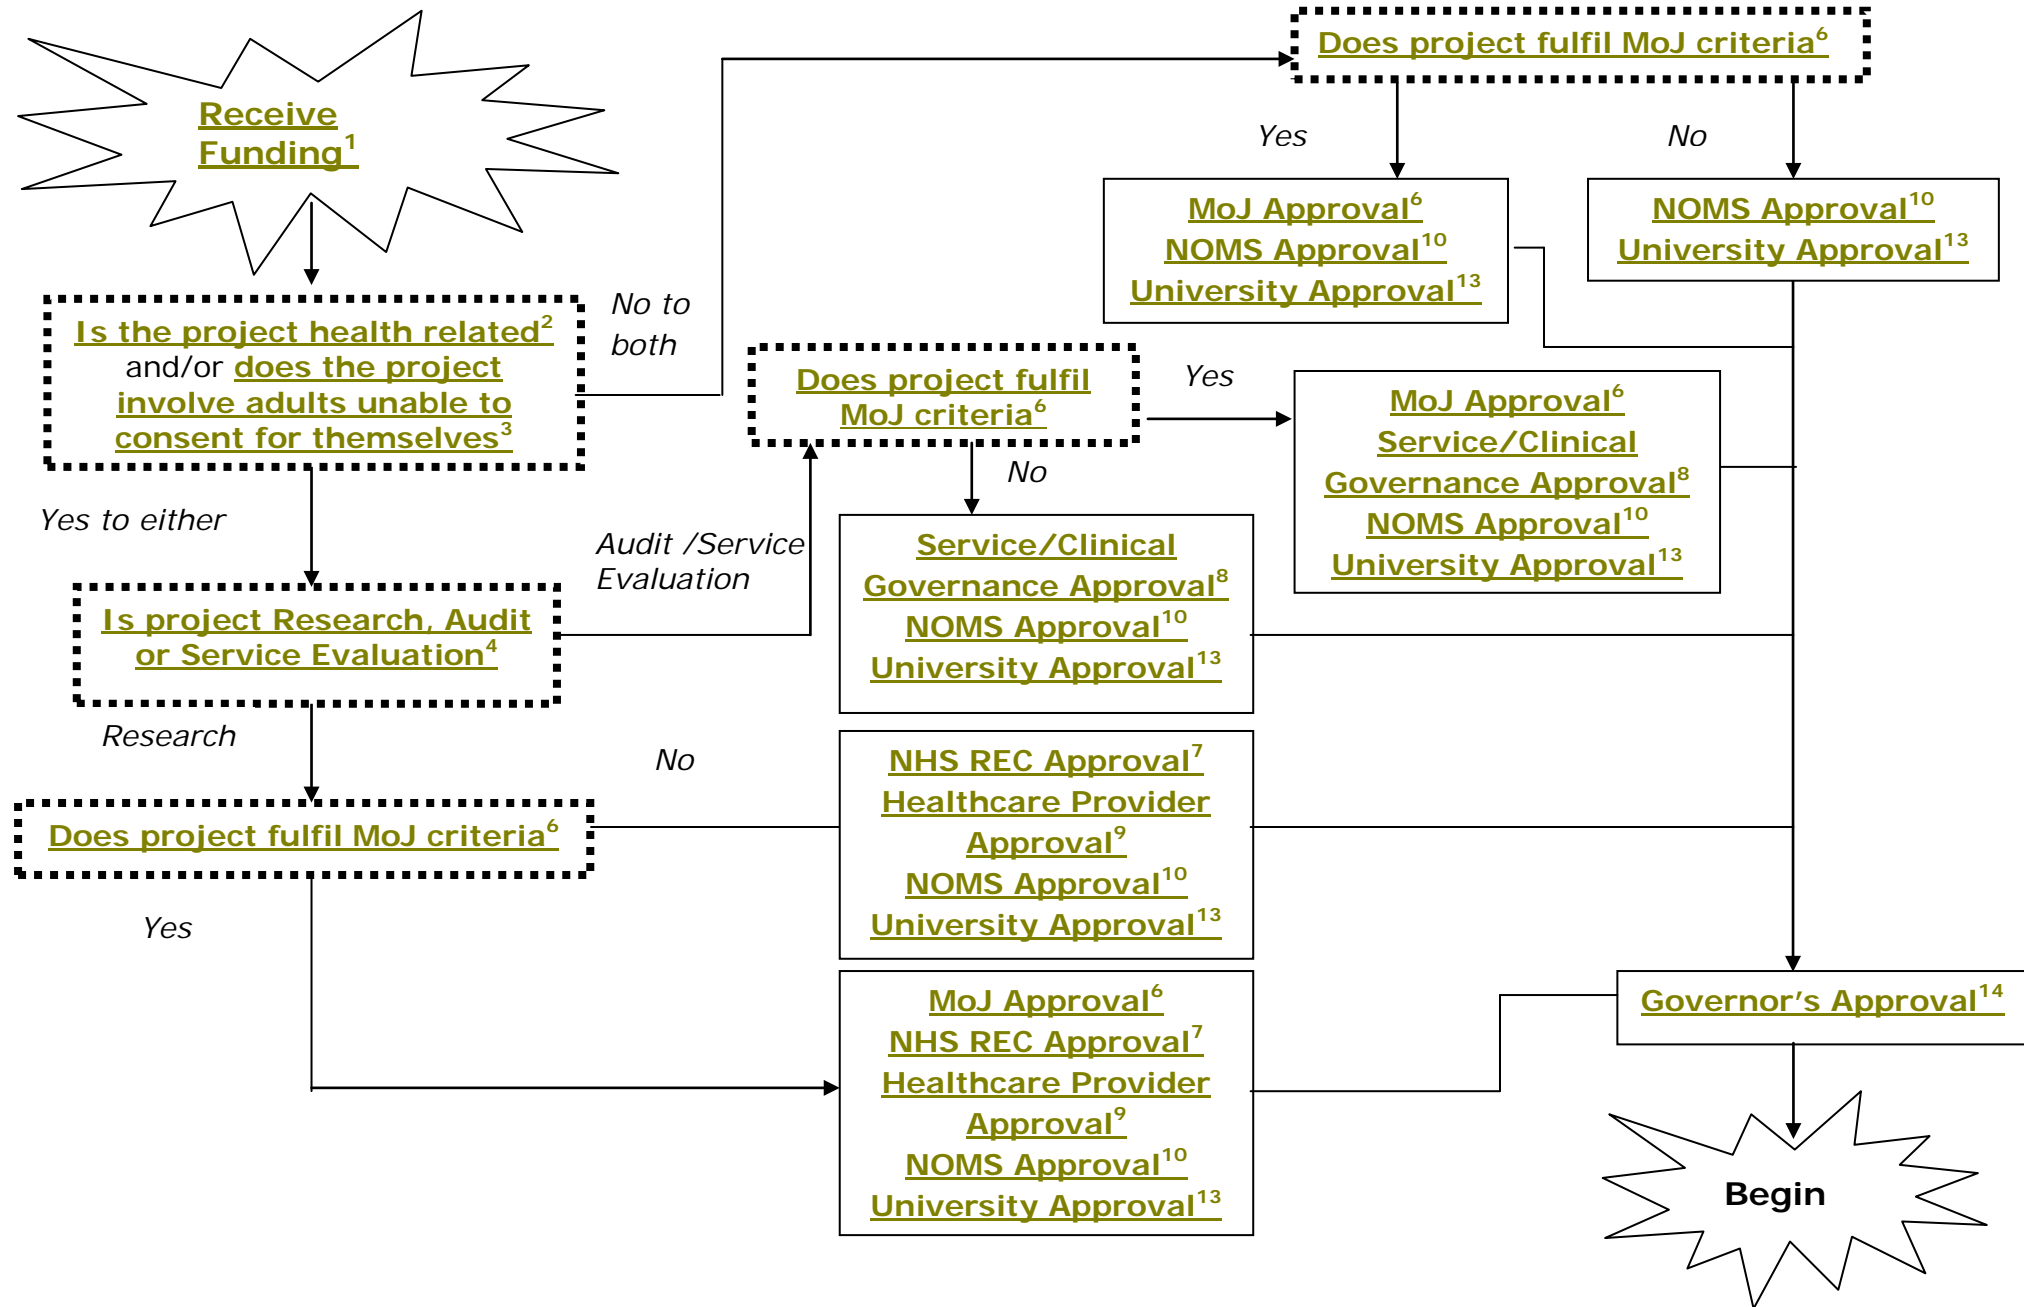 Receive
Funding1
Is the project health related2
and/or does the project
involve adults unable to
consent for themselves3
No to
both
Yes to either
Is project Research, Audit
or Service Evaluation4
Audit /Service
Evaluation
Research
Does project fulfil MoJ criteria6
No
Yes
Does project fulfil MoJ criteria6
Yes
No
MoJ Approval6
NOMS Approval10
University Approval13
NOMS Approval10
University Approval13
Does project fulfil
MoJ criteria6
Yes
No
MoJ Approval6
Service/Clinical
Governance Approval8
NOMS Approval10
University Approval13
Service/Clinical
Governance Approval8
NOMS Approval10
University Approval13
NHS REC Approval7
Healthcare Provider
Approval9
NOMS Approval10
University Approval13
MoJ Approval6
NHS REC Approval7
Healthcare Provider
Approval9
NOMS Approval10
University Approval13
Governor's Approval14
Begin